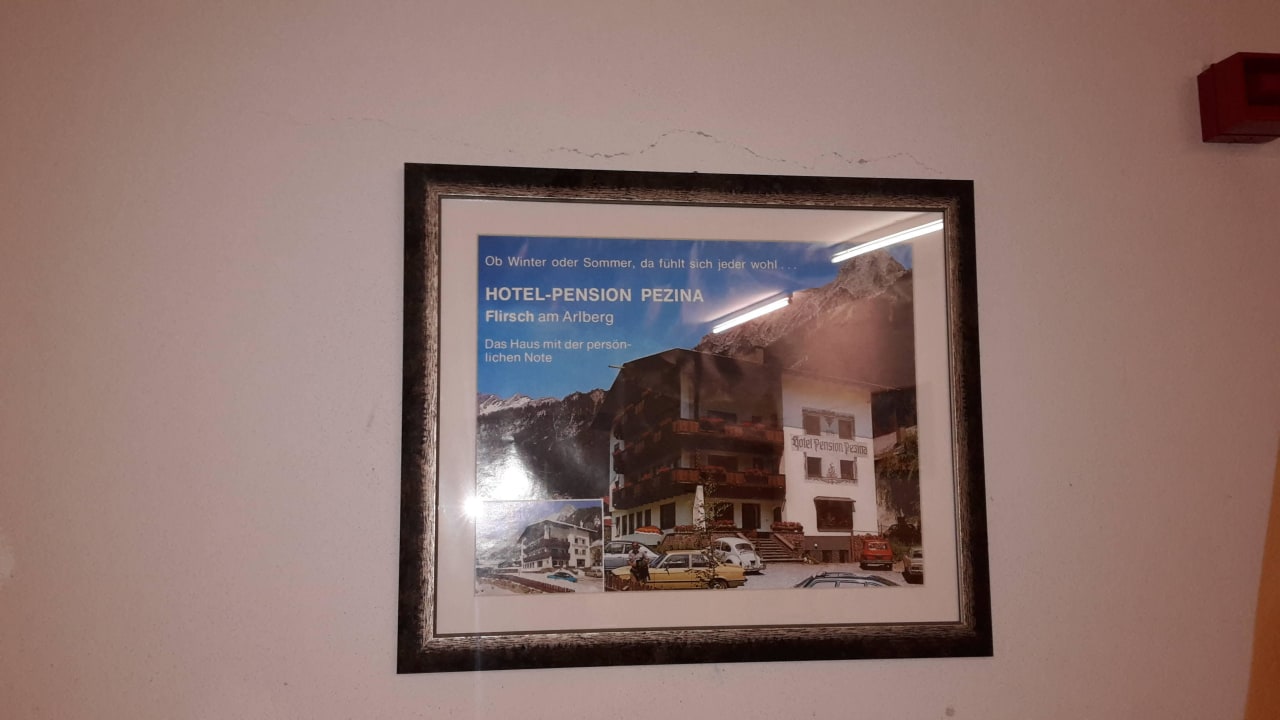 Ob Winter oder Sommer, da fühlt sich jeder wohl . . .
HOTEL-PENSION PEZINA
Flirsch am Arlberg
Das Haus mit der persön-
lichen Note
Hotel Pension Pezina